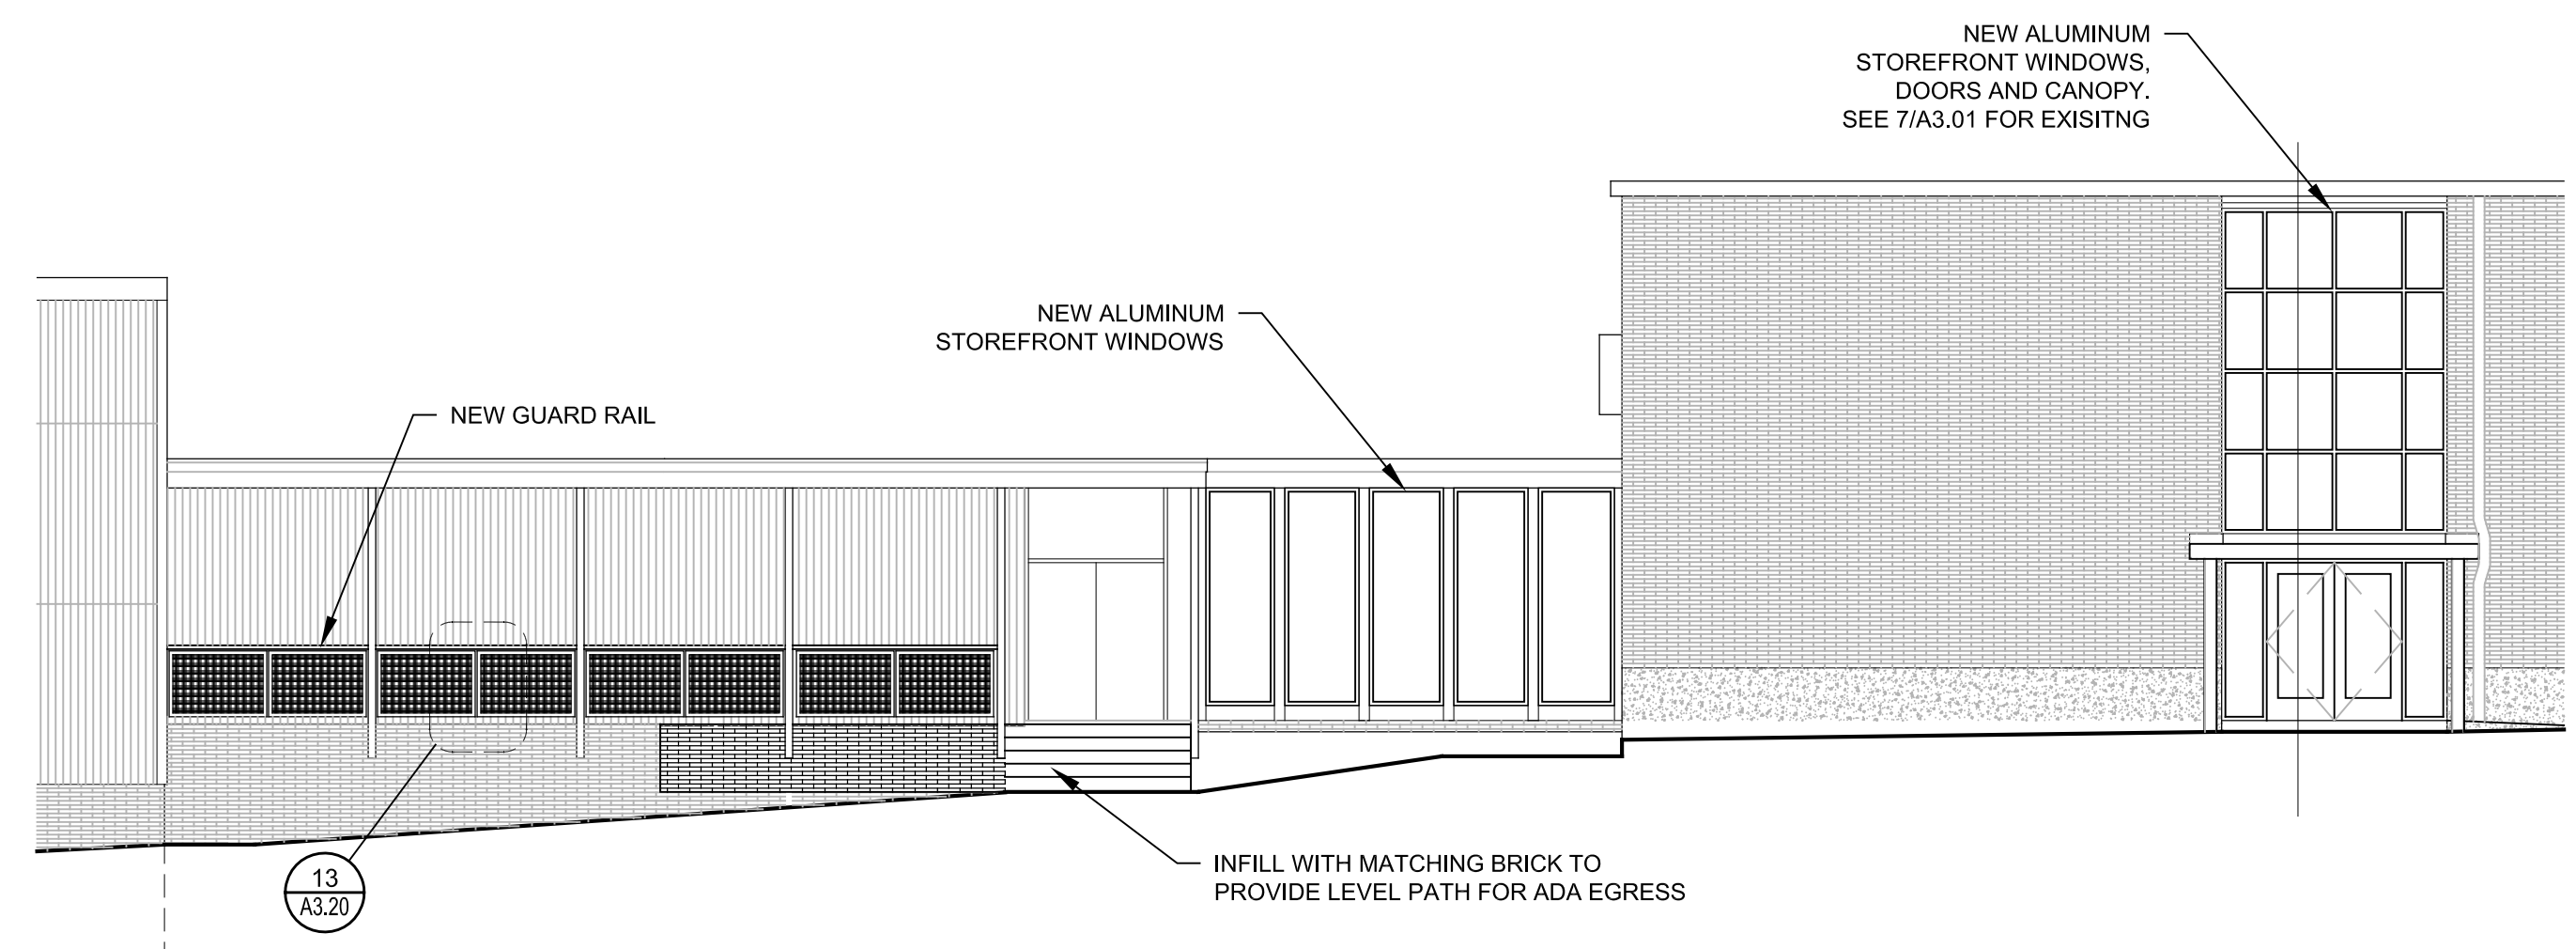 NEW ALUMINUM
STOREFRONT WINDOWS,
DOORS AND CANOPY.
SEE 7/A3.01 FOR EXISITNG
NEW ALUMINUM
STOREFRONT WINDOWS
NEW GUARD RAIL
INFILL WITH MATCHING BRICK TO
PROVIDE LEVEL PATH FOR ADA EGRESS
13
A3.20